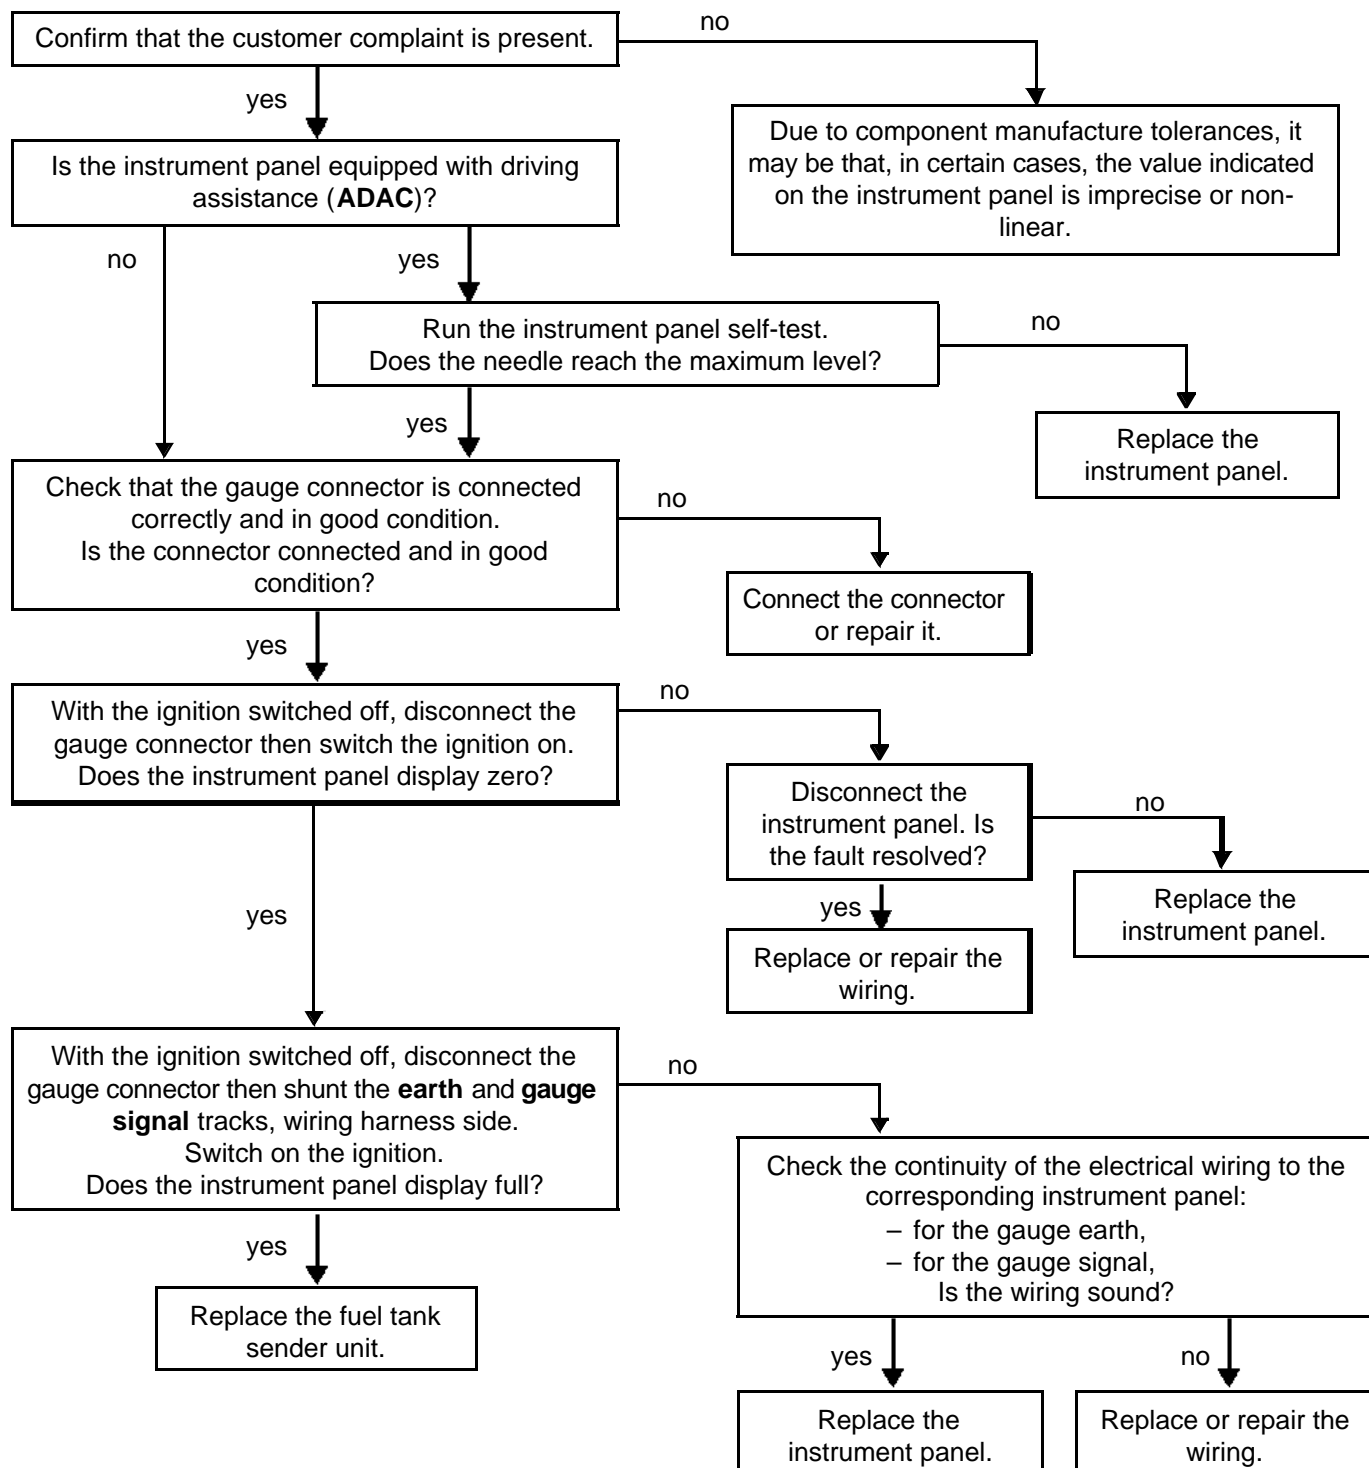 Confirm that the customer complaint is present.
no
yes
Due to component manufacture tolerances, it
may be that, in certain cases, the value indicated
on the instrument panel is imprecise or non-
linear.
Is the instrument panel equipped with driving
assistance (ADAC)?
no
yes
Run the instrument panel self-test.
Does the needle reach the maximum level?
no
yes
Replace the
instrument panel.
Check that the gauge connector is connected
correctly and in good condition.
Is the connector connected and in good
condition?
no
Connect the connector
or repair it.
yes
With the ignition switched off, disconnect the
gauge connector then switch the ignition on.
Does the instrument panel display zero?
no
Disconnect the
instrument panel. Is
the fault resolved?
no
yes
Replace the
instrument panel.
Replace or repair the
wiring.
yes
With the ignition switched off, disconnect the
gauge connector then shunt the earth and gauge
signal tracks, wiring harness side.
Switch on the ignition.
Does the instrument panel display full?
no
Check the continuity of the electrical wiring to the
corresponding instrument panel:
– for the gauge earth,
– for the gauge signal,
Is the wiring sound?
yes
Replace the fuel tank
sender unit.
yes
no
Replace the
instrument panel.
Replace or repair the
wiring.